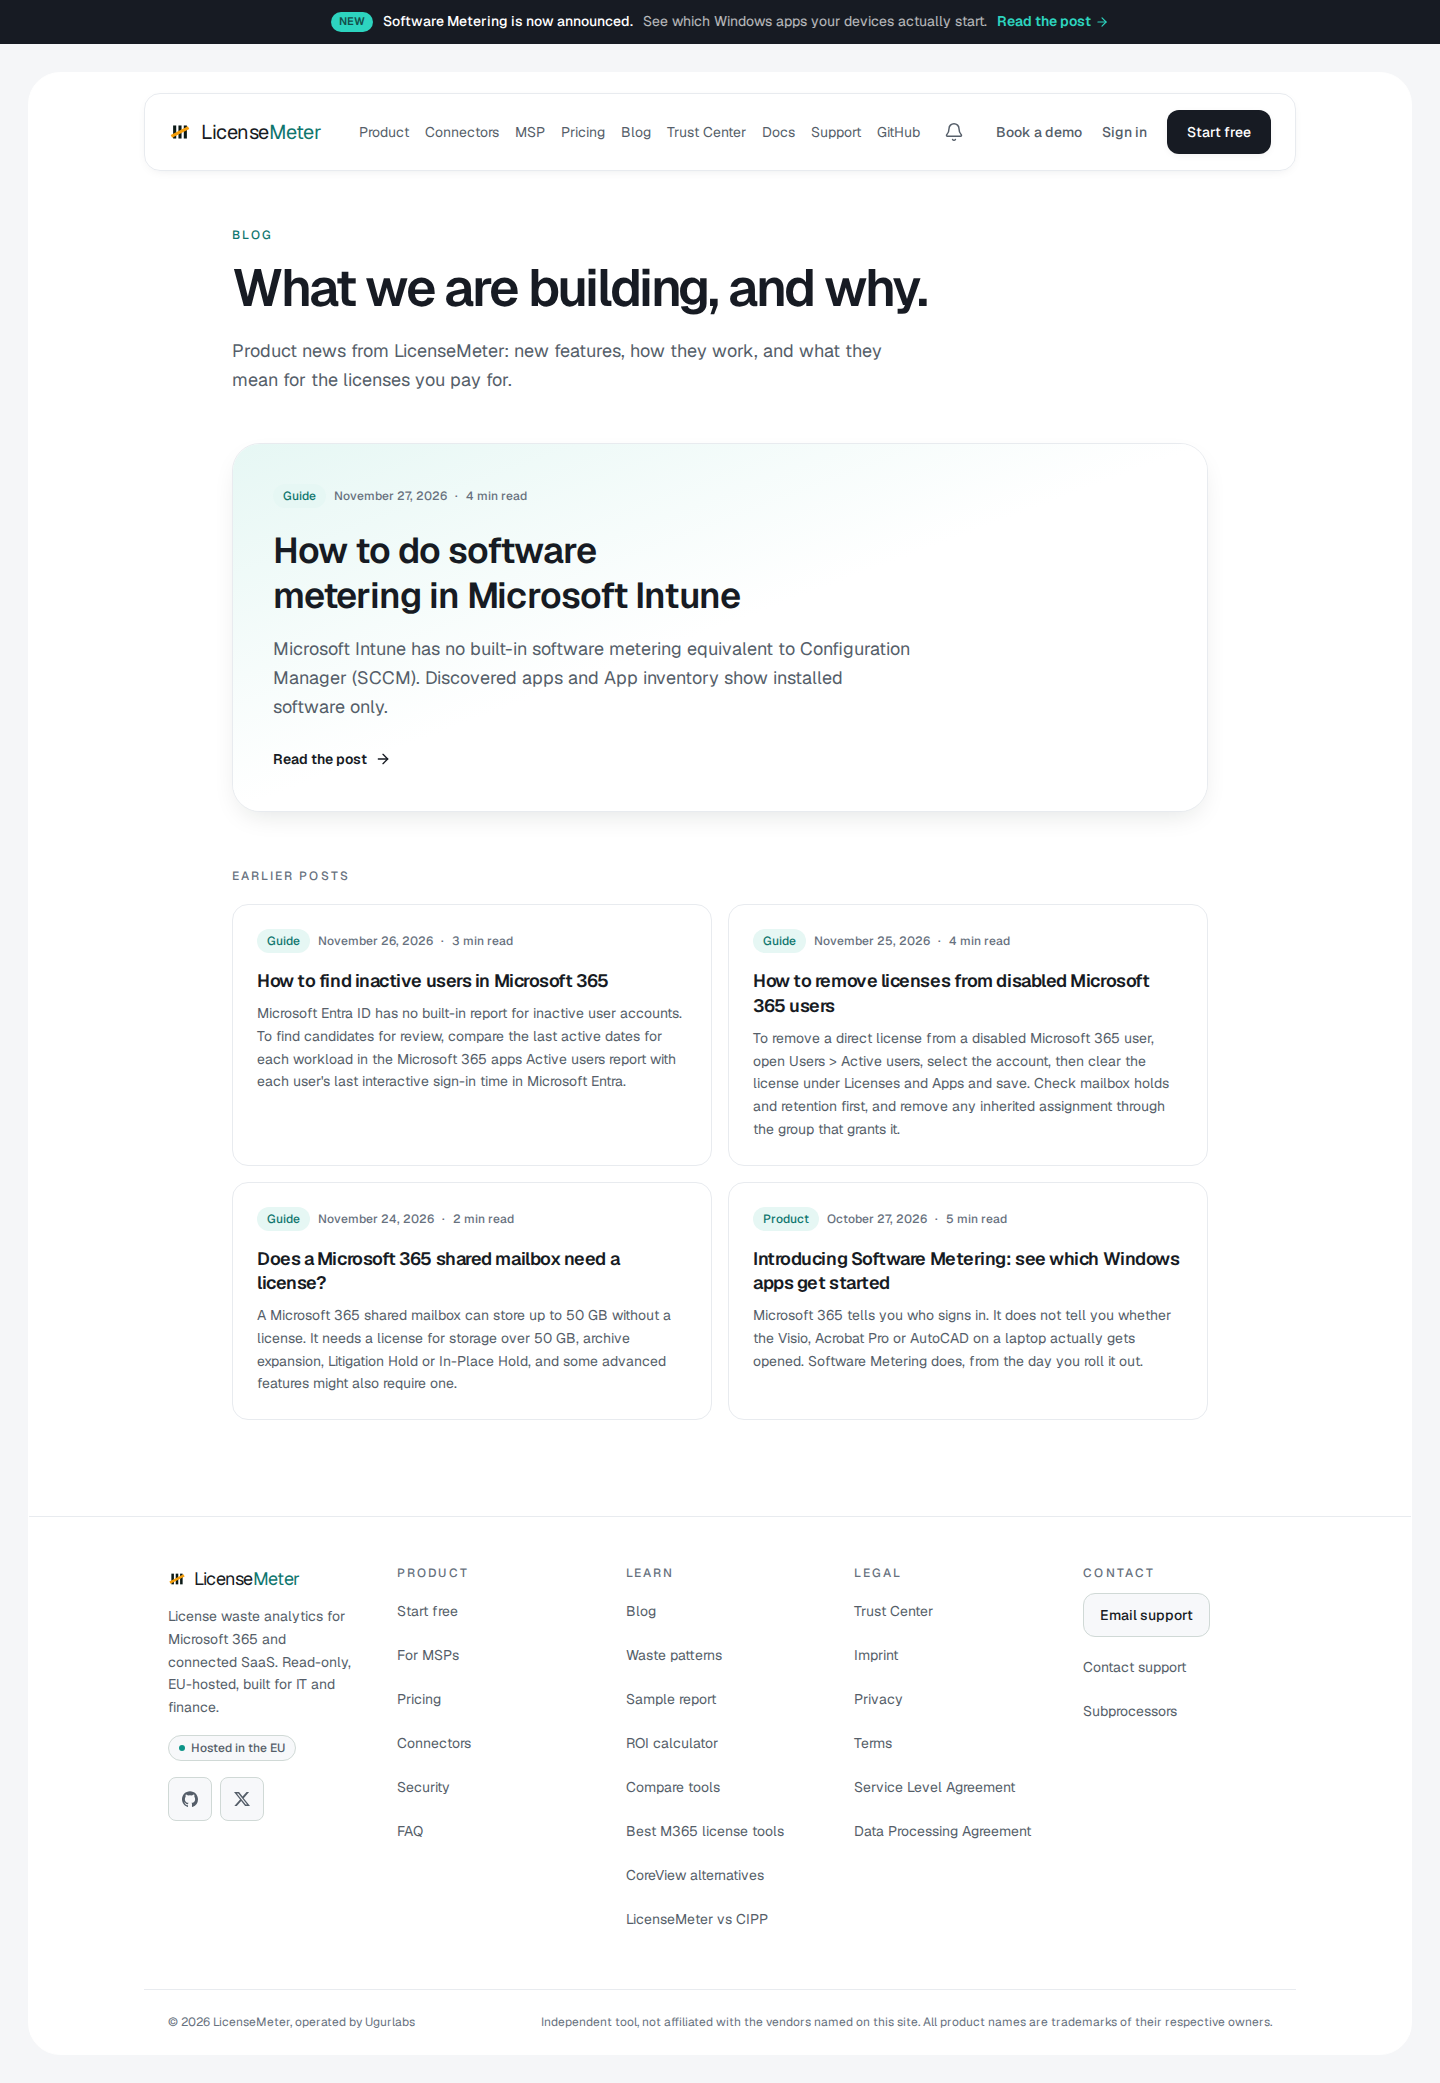 NEW Software Metering is now announced. See which Windows apps your devices actually start. Read the post →
LicenseMeter Product Connectors MSP Pricing Blog Trust Center Docs Support GitHub Book a demo Sign in Start free
BLOG
What we are building, and why.
Product news from LicenseMeter: new features, how they work, and what they
mean for the licenses you pay for.
Guide November 27, 2026 · 4 min read
How to do software
metering in Microsoft Intune
Microsoft Intune has no built-in software metering equivalent to Configuration
Manager (SCCM). Discovered apps and App inventory show installed
software only.
Read the post →
EARLIER POSTS
Guide November 26, 2026 · 3 min read
How to find inactive users in Microsoft 365
Microsoft Entra ID has no built-in report for inactive user accounts.
To find candidates for review, compare the last active dates for
each workload in the Microsoft 365 apps Active users report with
each user's last interactive sign-in time in Microsoft Entra.
Guide November 25, 2026 · 4 min read
How to remove licenses from disabled Microsoft
365 users
To remove a direct license from a disabled Microsoft 365 user,
open Users > Active users, select the account, then clear the
license under Licenses and Apps and save. Check mailbox holds
and retention first, and remove any inherited assignment through
the group that grants it.
Guide November 24, 2026 · 2 min read
Does a Microsoft 365 shared mailbox need a
license?
A Microsoft 365 shared mailbox can store up to 50 GB without a
license. It needs a license for storage over 50 GB, archive
expansion, Litigation Hold or In-Place Hold, and some advanced
features might also require one.
Product October 27, 2026 · 5 min read
Introducing Software Metering: see which Windows
apps get started
Microsoft 365 tells you who signs in. It does not tell you whether
the Visio, Acrobat Pro or AutoCAD on a laptop actually gets
opened. Software Metering does, from the day you roll it out.
LicenseMeter
License waste analytics for
Microsoft 365 and
connected SaaS. Read-only,
EU-hosted, built for IT and
finance.
Hosted in the EU
PRODUCT
Start free
For MSPs
Pricing
Connectors
Security
FAQ
LEARN
Blog
Waste patterns
Sample report
ROI calculator
Compare tools
Best M365 license tools
CoreView alternatives
LicenseMeter vs CIPP
LEGAL
Trust Center
Imprint
Privacy
Terms
Service Level Agreement
Data Processing Agreement
CONTACT
Email support
Contact support
Subprocessors
© 2026 LicenseMeter, operated by Ugurlabs
Independent tool, not affiliated with the vendors named on this site. All product names are trademarks of their respective owners.